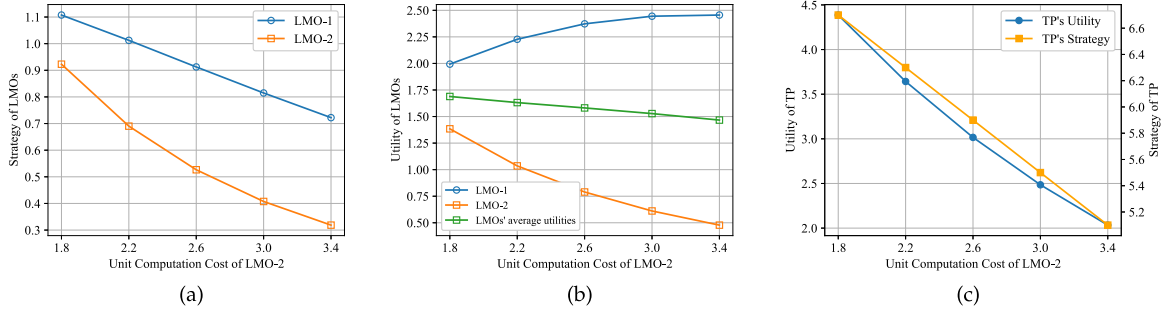 Strategy of LMOs
1.1
1.0
0.9
0.8
0.7
0.6
0.5
0.4
0.3
LMO-1
LMO-2
1.8 2.2 2.6 3.0 3.4
Unit Computation Cost of LMO-2
(a)
Utility of LMOs
2.50
2.25
2.00
1.75
1.50
1.25
1.00
0.75
0.50
LMO-1
LMO-2
LMOs' average utilities
1.8 2.2 2.6 3.0 3.4
Unit Computation Cost of LMO-2
(b)
Utility of TP
4.5
4.0
3.5
3.0
2.5
2.0
TP's Utility
TP's Strategy
6.6
6.4
6.2
6.0
5.8
5.6
5.4
5.2
Strategy of TP
1.8 2.2 2.6 3.0 3.4
Unit Computation Cost of LMO-2
(c)